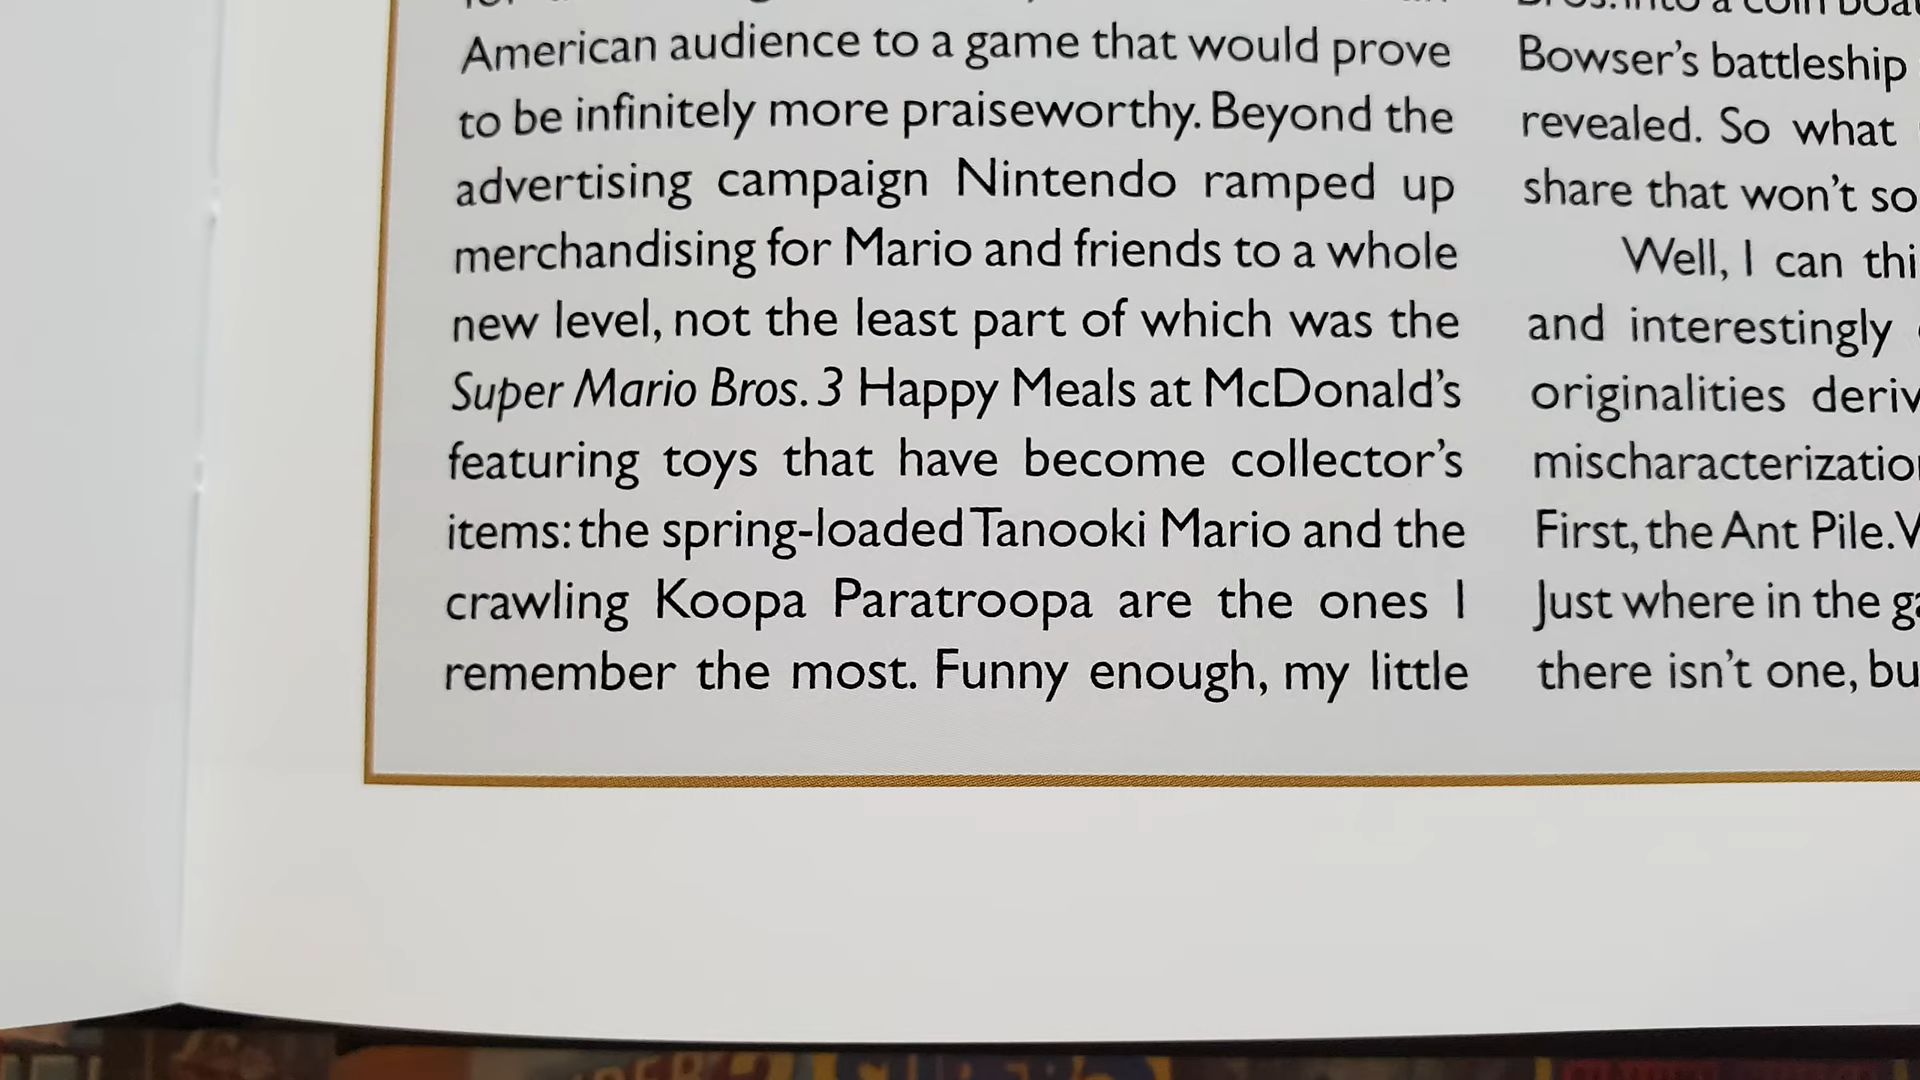 American audience to a game that would prove
to be infinitely more praiseworthy. Beyond the
advertising campaign Nintendo ramped up
merchandising for Mario and friends to a whole
new level, not the least part of which was the
Super Mario Bros. 3 Happy Meals at McDonald's
featuring toys that have become collector's
items: the spring-loaded Tanooki Mario and the
crawling Koopa Paratroopa are the ones I
remember the most. Funny enough, my little
Bros. into a coin boat
Bowser's battleship
revealed. So what
share that won't so
Well, I can thi
and interestingly
originalities deriv
mischaracterizatio
First, the Ant Pile. W
Just where in the ga
there isn't one, bu